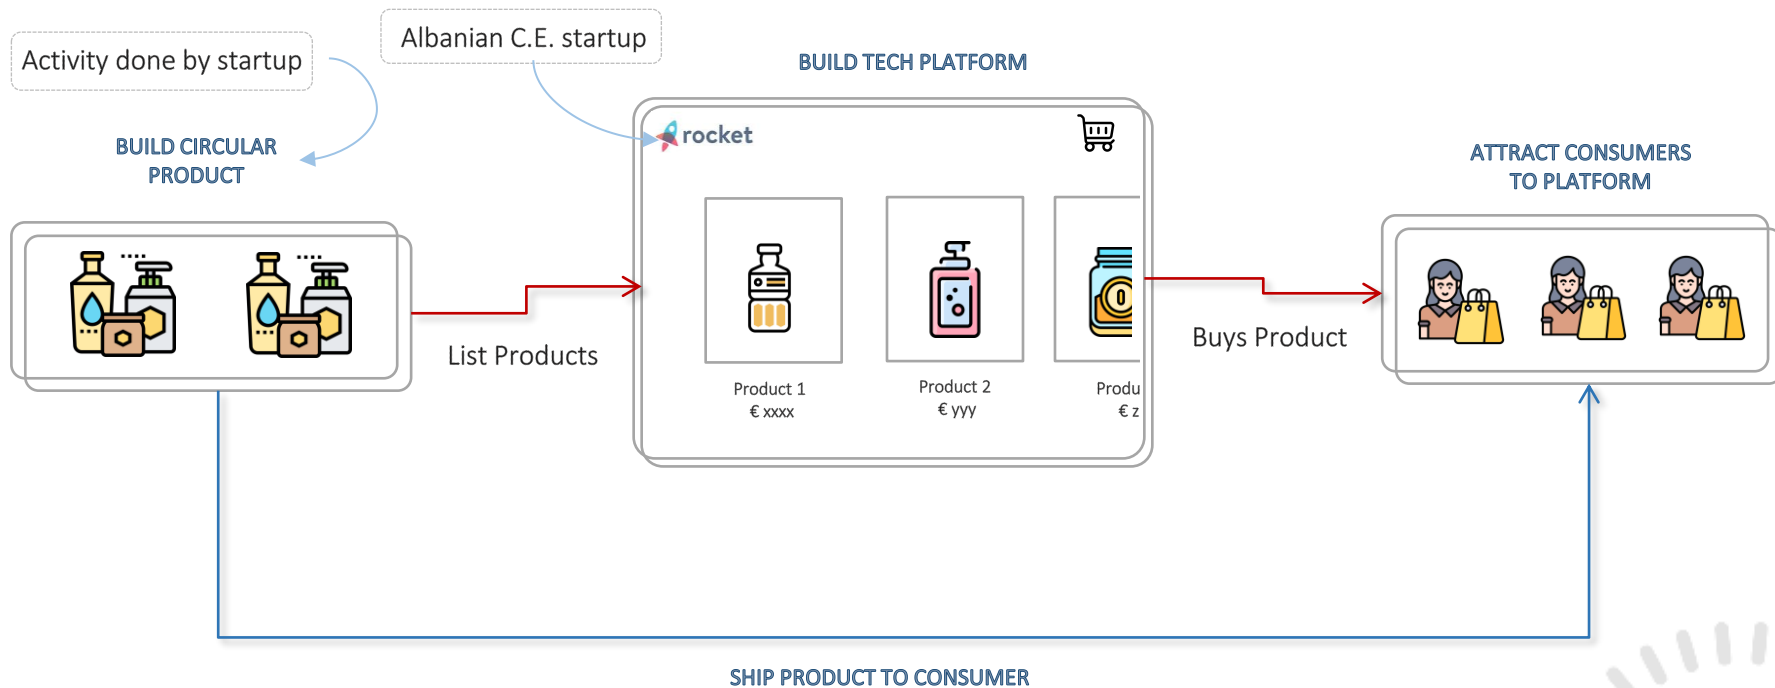 Activity done by startup
Albanian C.E. startup
BUILD TECH PLATFORM
BUILD CIRCULAR
PRODUCT
rocket
ATTRACT CONSUMERS
TO PLATFORM
List Products
Buys Product
Product 1
€ xxxx
Product 2
€ yyy
Produ
€ z
SHIP PRODUCT TO CONSUMER